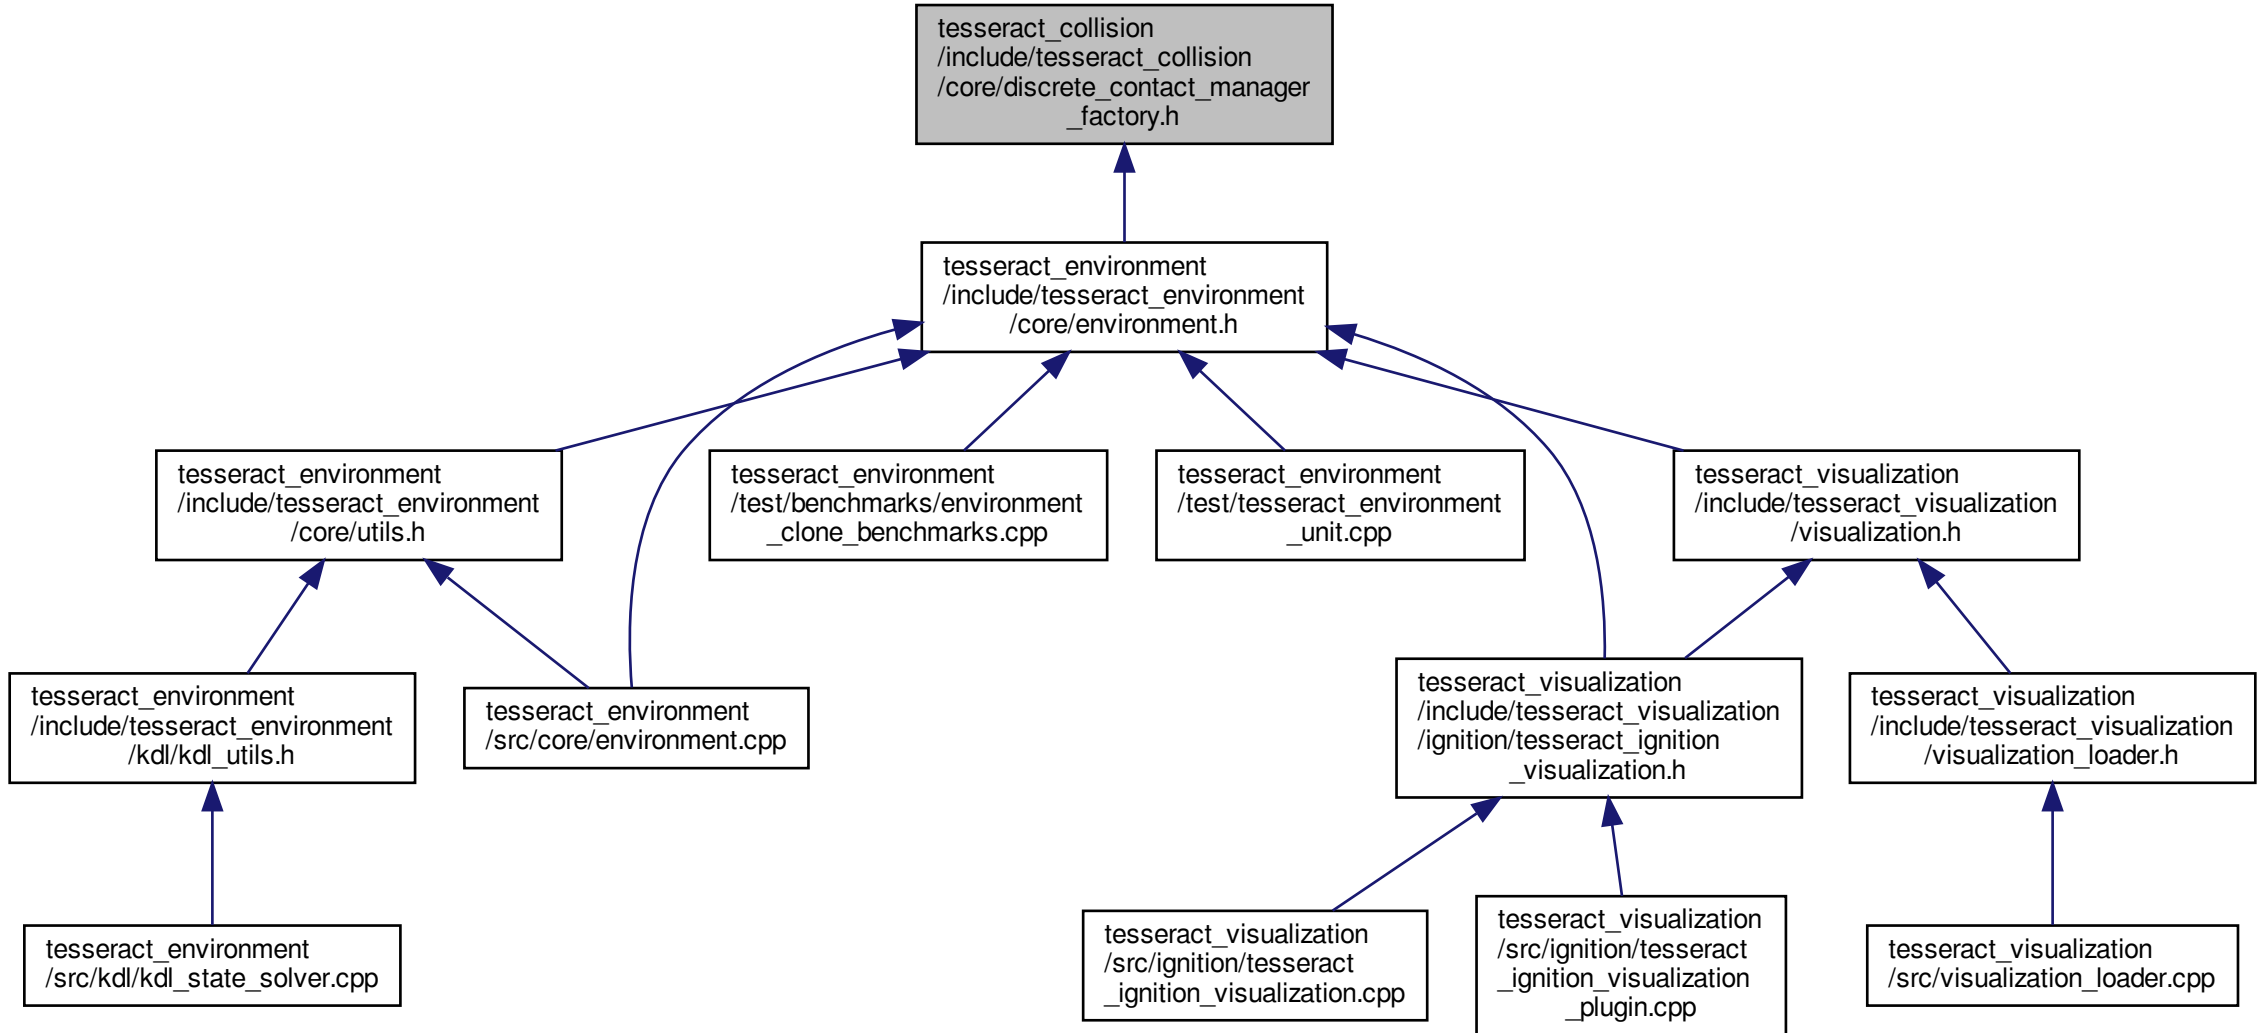 tesseract_collision
/include/tesseract_collision
/core/discrete_contact_manager
_factory.h
tesseract_environment
/include/tesseract_environment
/core/environment.h
tesseract_environment
/include/tesseract_environment
/core/utils.h
tesseract_environment
/test/benchmarks/environment
_clone_benchmarks.cpp
tesseract_environment
/test/tesseract_environment
_unit.cpp
tesseract_visualization
/include/tesseract_visualization
/visualization.h
tesseract_environment
/include/tesseract_environment
/kdl/kdl_utils.h
tesseract_environment
/src/core/environment.cpp
tesseract_visualization
/include/tesseract_visualization
/ignition/tesseract_ignition
_visualization.h
tesseract_visualization
/include/tesseract_visualization
/visualization_loader.h
tesseract_environment
/src/kdl/kdl_state_solver.cpp
tesseract_visualization
/src/ignition/tesseract
_ignition_visualization.cpp
tesseract_visualization
/src/ignition/tesseract
_ignition_visualization
_plugin.cpp
tesseract_visualization
/src/visualization_loader.cpp